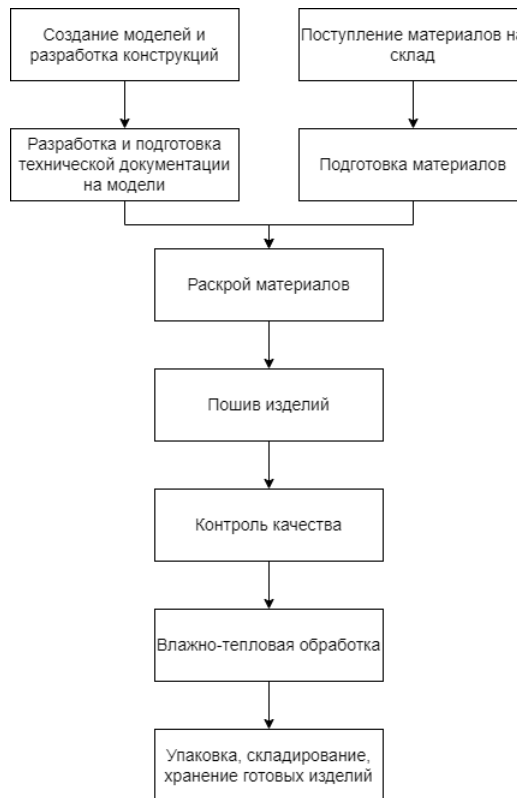 Создание моделей и
разработка конструкций
Поступление материалов на
склад
Разработка и подготовка
технической документации
на модели
Подготовка материалов
Раскрой материалов
Пошив изделий
Контроль качества
Влажно-тепловая обработка
Упаковка, складирование,
хранение готовых изделий